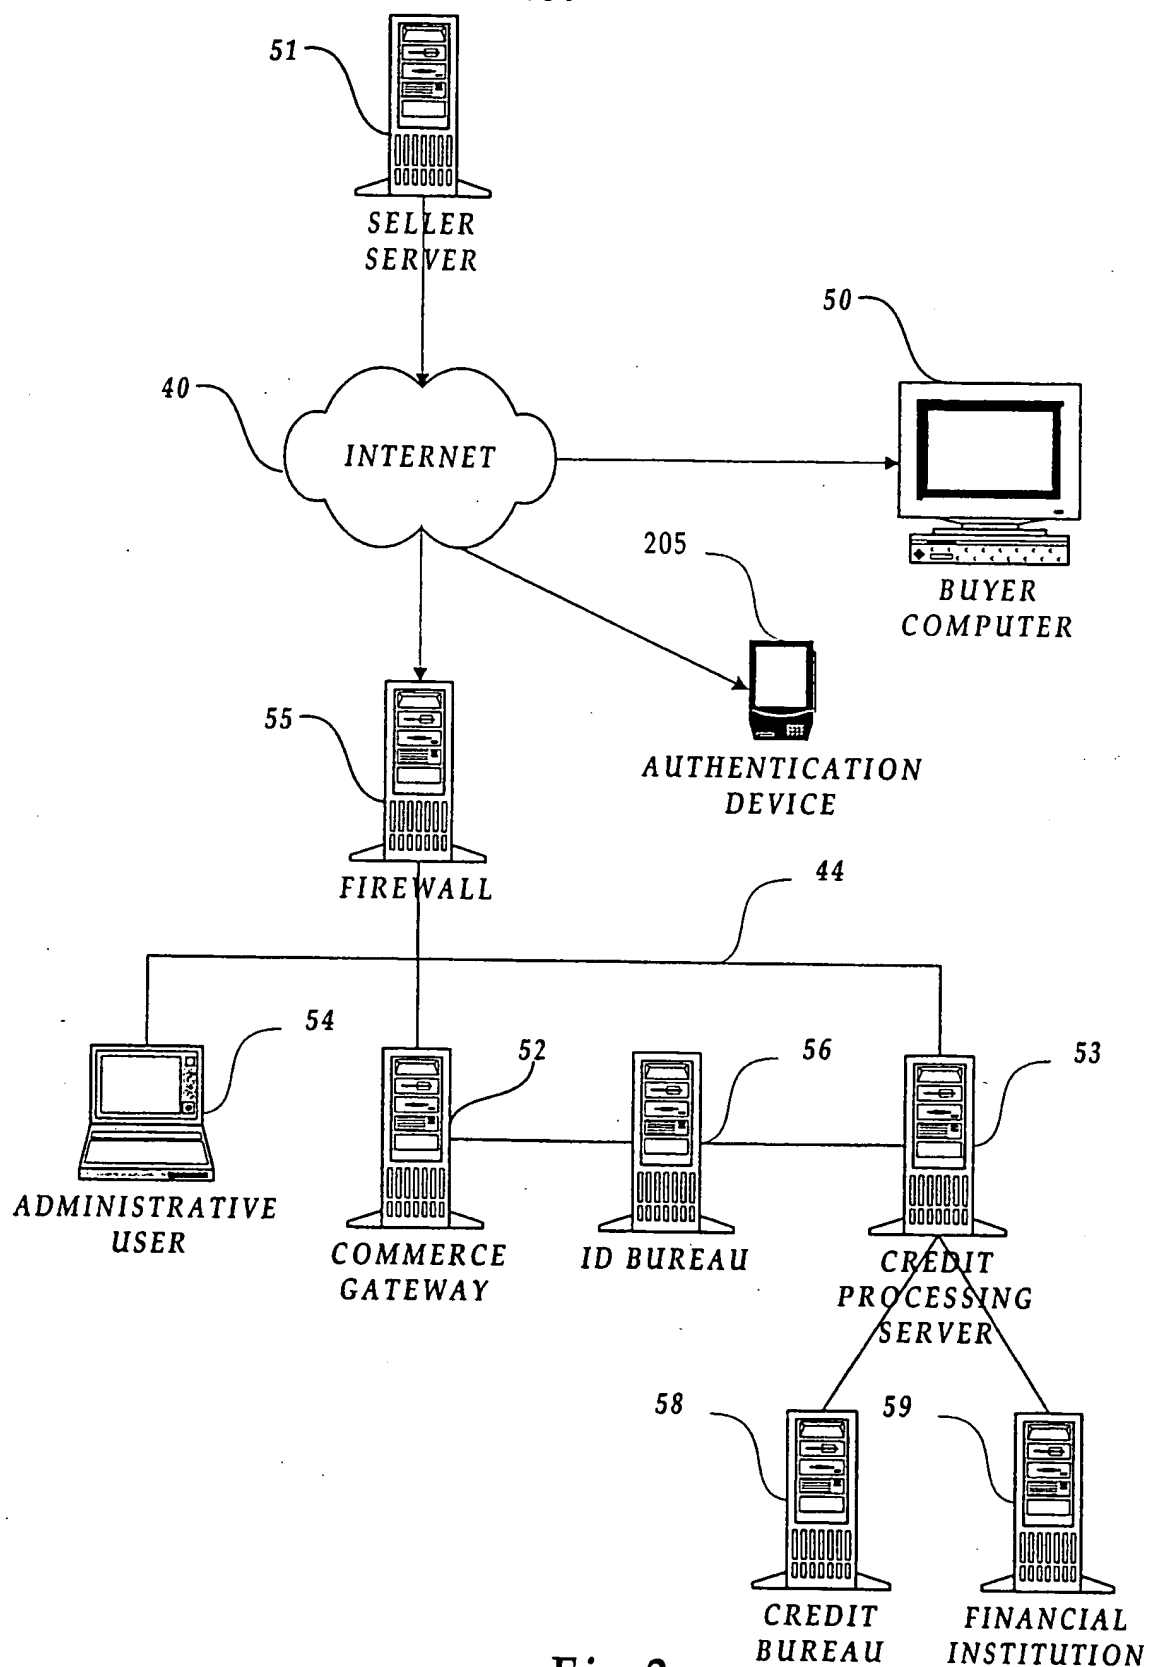 51
SELLER
SERVER
50
40
INTERNET
205
BUYER
COMPUTER
55
AUTHENTICATION
DEVICE
FIREWALL
44
54
52
56
53
ADMINISTRATIVE
USER
COMMERCE
GATEWAY
ID BUREAU
CREDIT
PROCESSING
SERVER
58
59
CREDIT
BUREAU
FINANCIAL
INSTITUTION